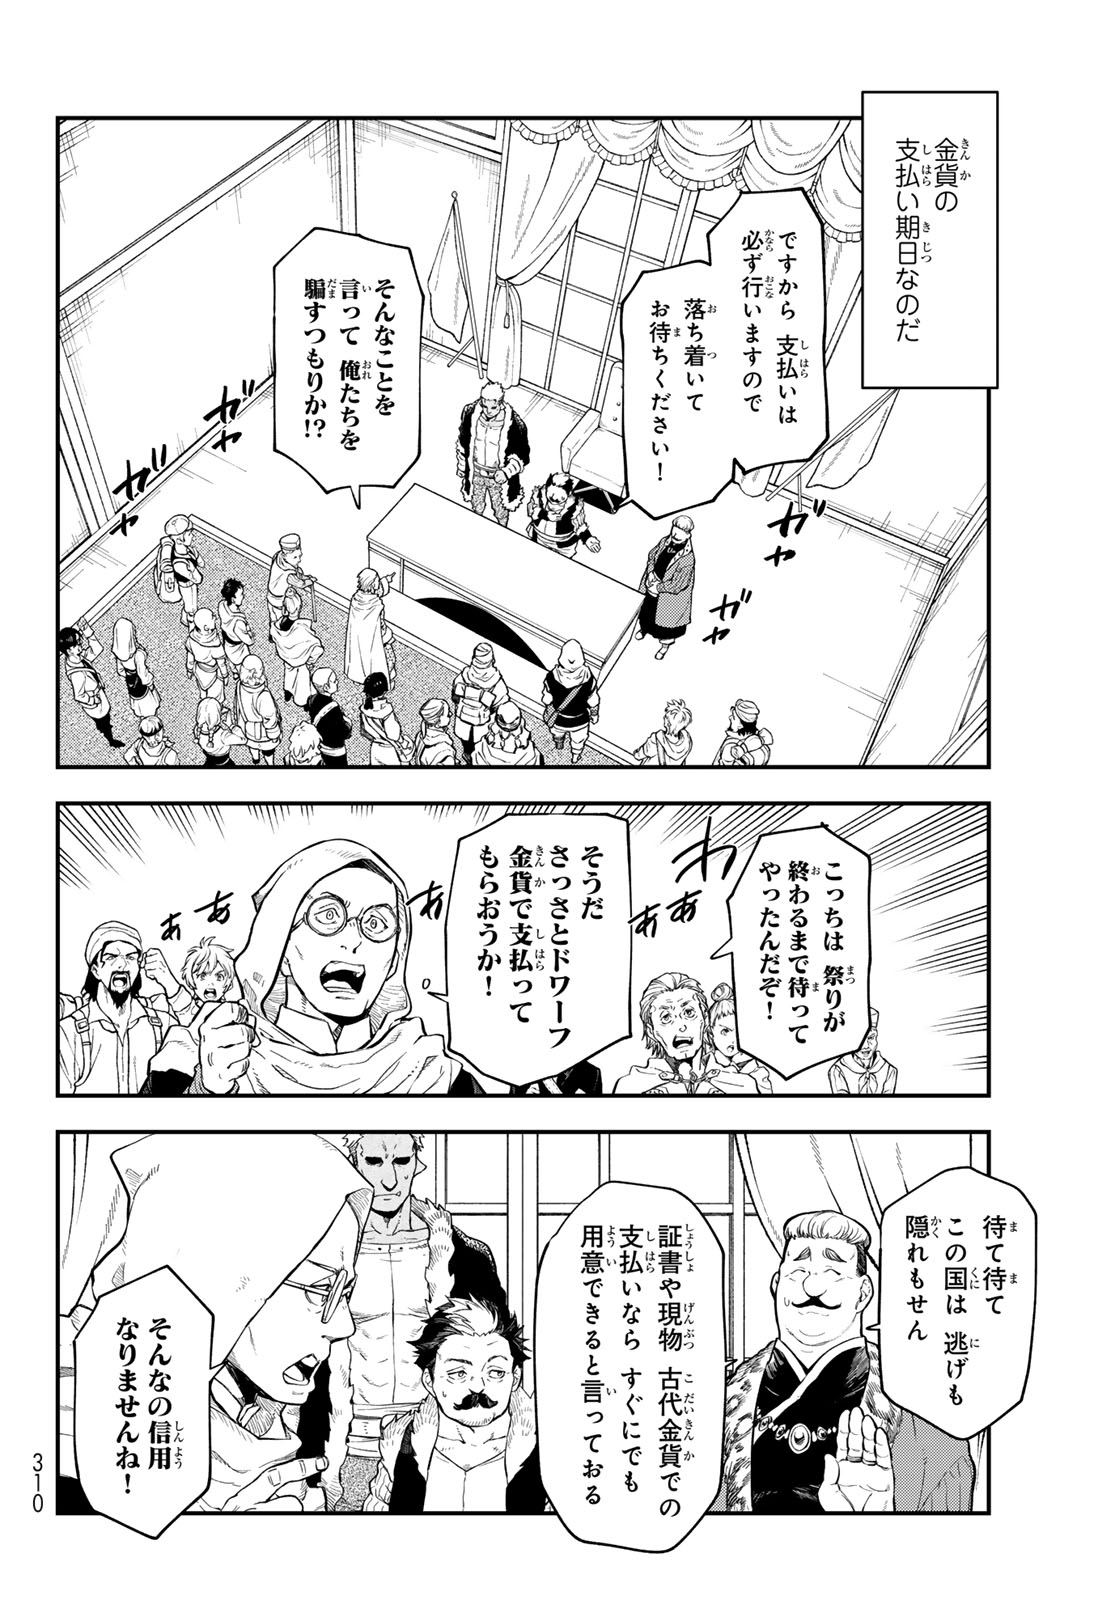 金貨の
支払い期日なのだ
ですから 支払いは
必ず行いますので
落ち着いて
お待ちください！
そんなことを
言って 俺たちを
騙すつもりか!?
ガヤ
ガヤ
ガヤ
ガヤ
こっちは 祭りが
終わるまで待って
やったんだぞ！
わあぁ
そうだ
さっさとドワーフ
金貨で支払って
もらおうか！
あぁ
待て待て
この国は 逃げも
隠れもせん
証書や現物 古代金貨での
支払いなら すぐにでも
用意できると言っておる
そんなの信用
なりませんね！
310